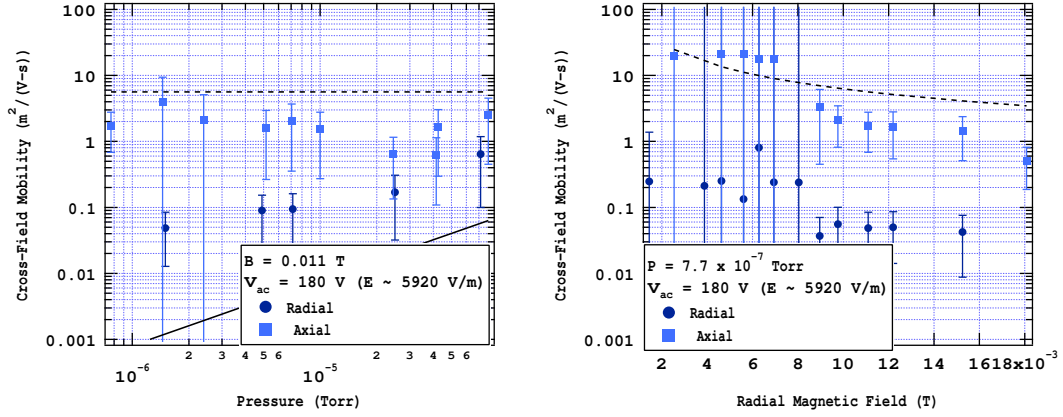 100
10
1
0.1
0.01
0.001
Cross-Field Mobility (m²/(V-s)
B = 0.011 T
Vac = 180 V (E ~ 5920 V/m)
Radial
Axial
2 3 4 5 6 2 3 4 5 6
10⁻⁶ 10⁻⁵
Pressure (Torr)
100
10
1
0.1
0.01
0.001
Cross-Field Mobility (m²/(V-s)
P = 7.7 x 10⁻⁷ Torr
Vac = 180 V (E ~ 5920 V/m)
Radial
Axial
2 4 6 8 10 12 14 1618x10⁻³
Radial Magnetic Field (T)